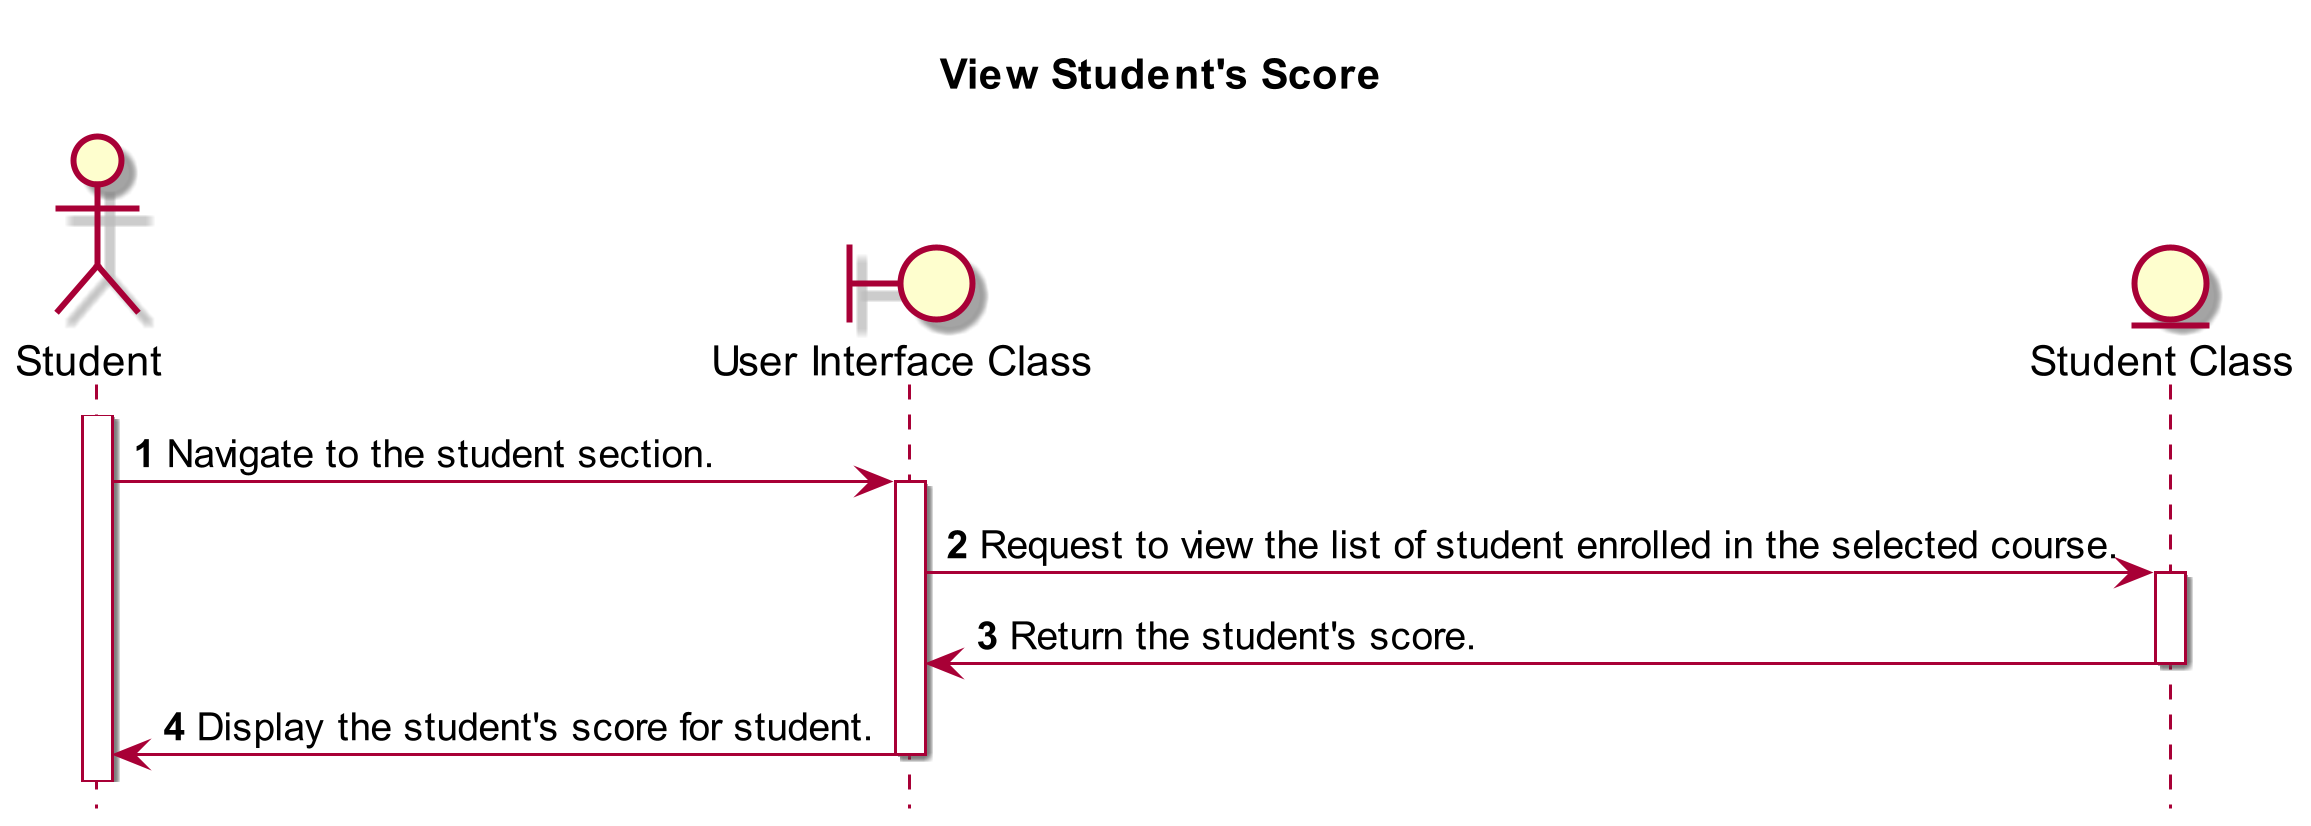 View Student's Score
Student
User Interface Class
Student Class
1 Navigate to the student section.
2 Request to view the list of student enrolled in the selected course.
3 Return the student's score.
4 Display the student's score for student.